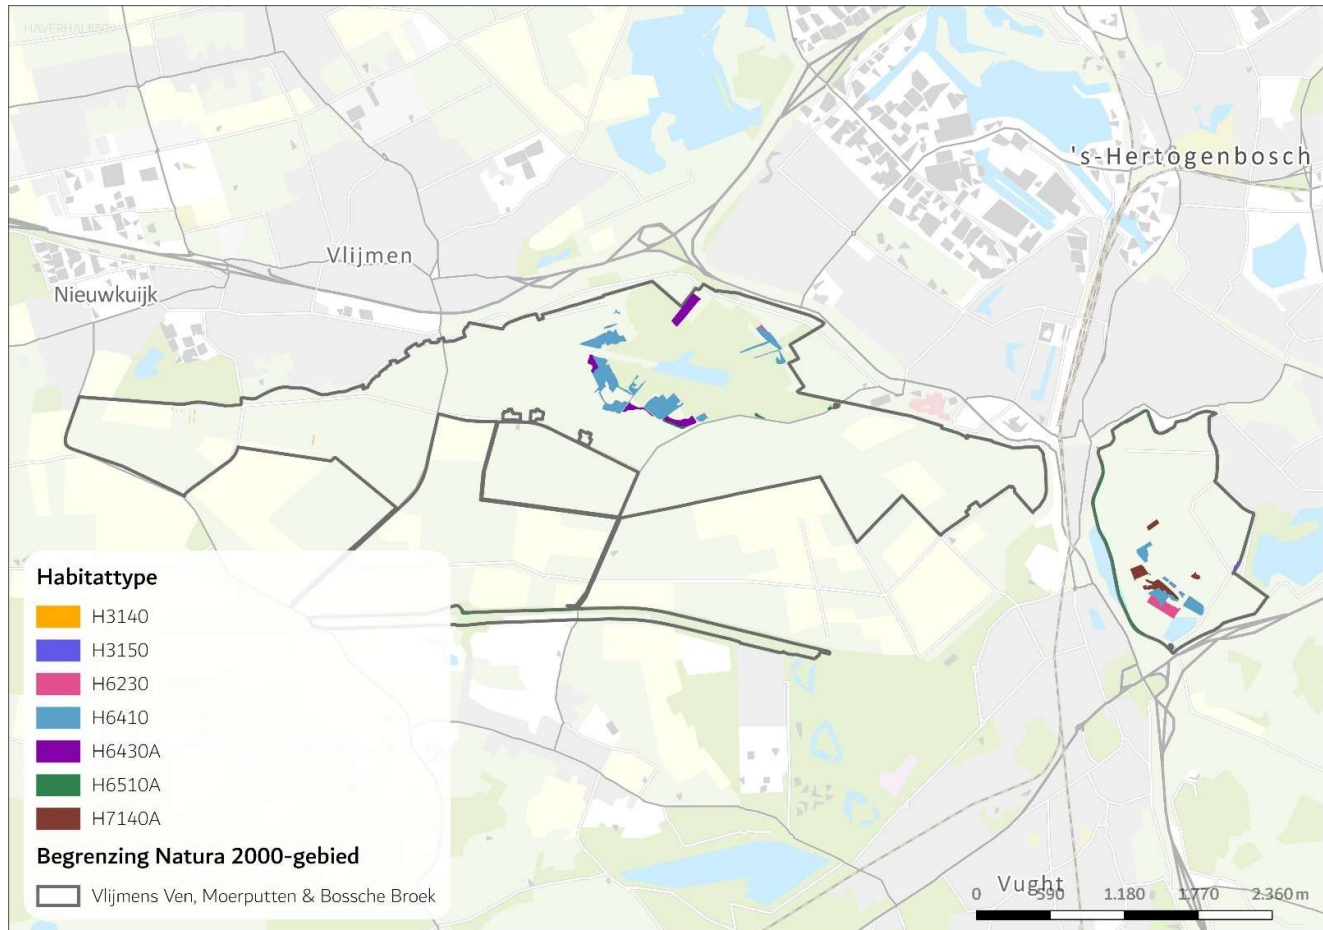 HAVERHALS809
's-Hertogenbosch
Vlijmen
Nieuwkuijk
Habitattype
H3140
H3150
H6230
H6410
H6430A
H6510A
H7140A
Begrenzing Natura 2000-gebied
Vlijmens Ven, Moerputten & Bossche Broek
Vught
0 590 1.180 1.770 2.360 m